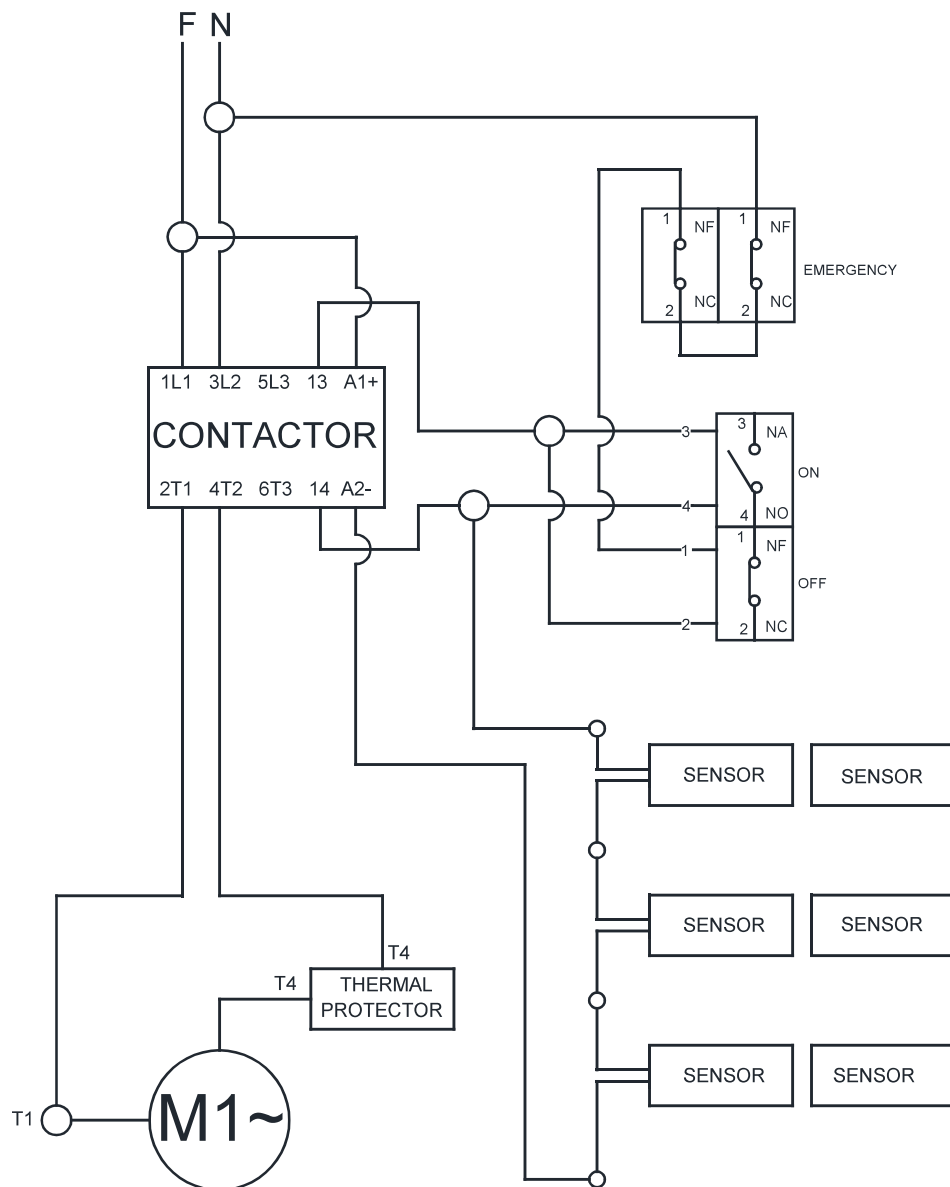 F N
1 NF 1 NF
EMERGENCY
2 NC 2 NC
1L1 3L2 5L3 13 A1+
CONTACTOR
2T1 4T2 6T3 14 A2-
3
3 NA
ON
4
4 NO
1
1 NF
OFF
2
2 NC
SENSOR SENSOR
SENSOR SENSOR
T4
T4
THERMAL
PROTECTOR
SENSOR SENSOR
T1
M1~